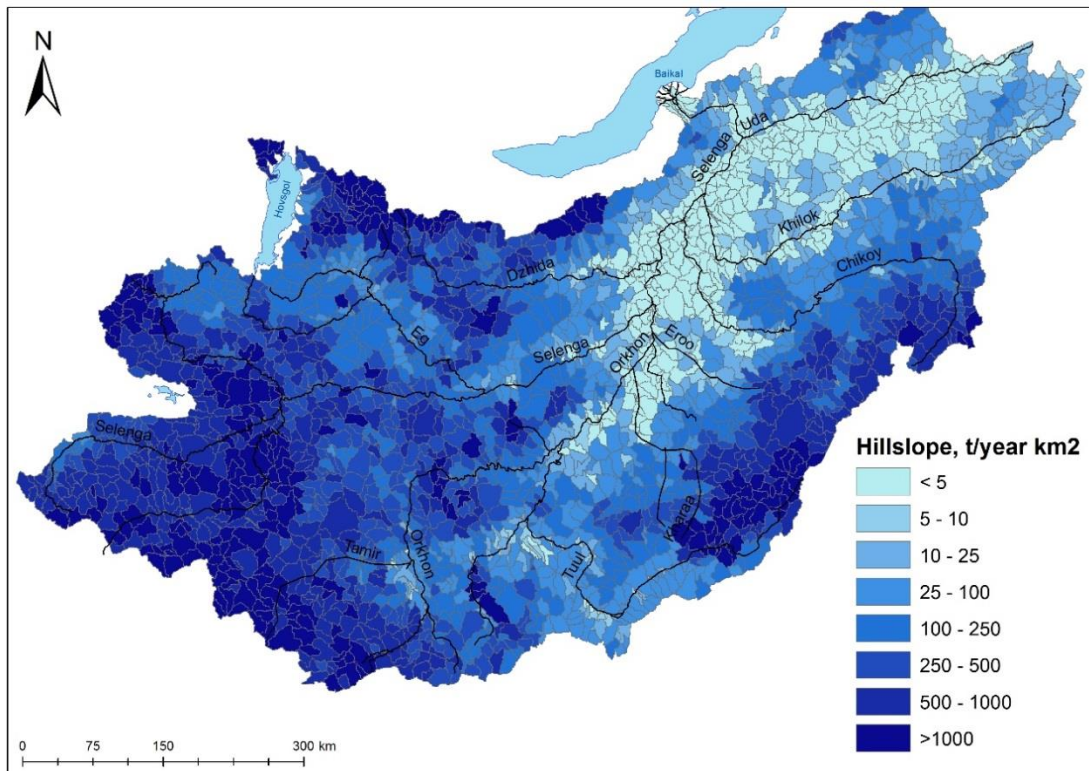 N
Baikal
Uda
Selenga
Hovsgol
Khilok
Dzhida
Chikoy
Eg
Selenga
Eroo
Orkhon
Selenga
Kharaa
Tamir
Orkhon
Tuul
Hillslope, t/year km2
< 5
5 - 10
10 - 25
25 - 100
100 - 250
250 - 500
500 - 1000
>1000
0 75 150 300 km